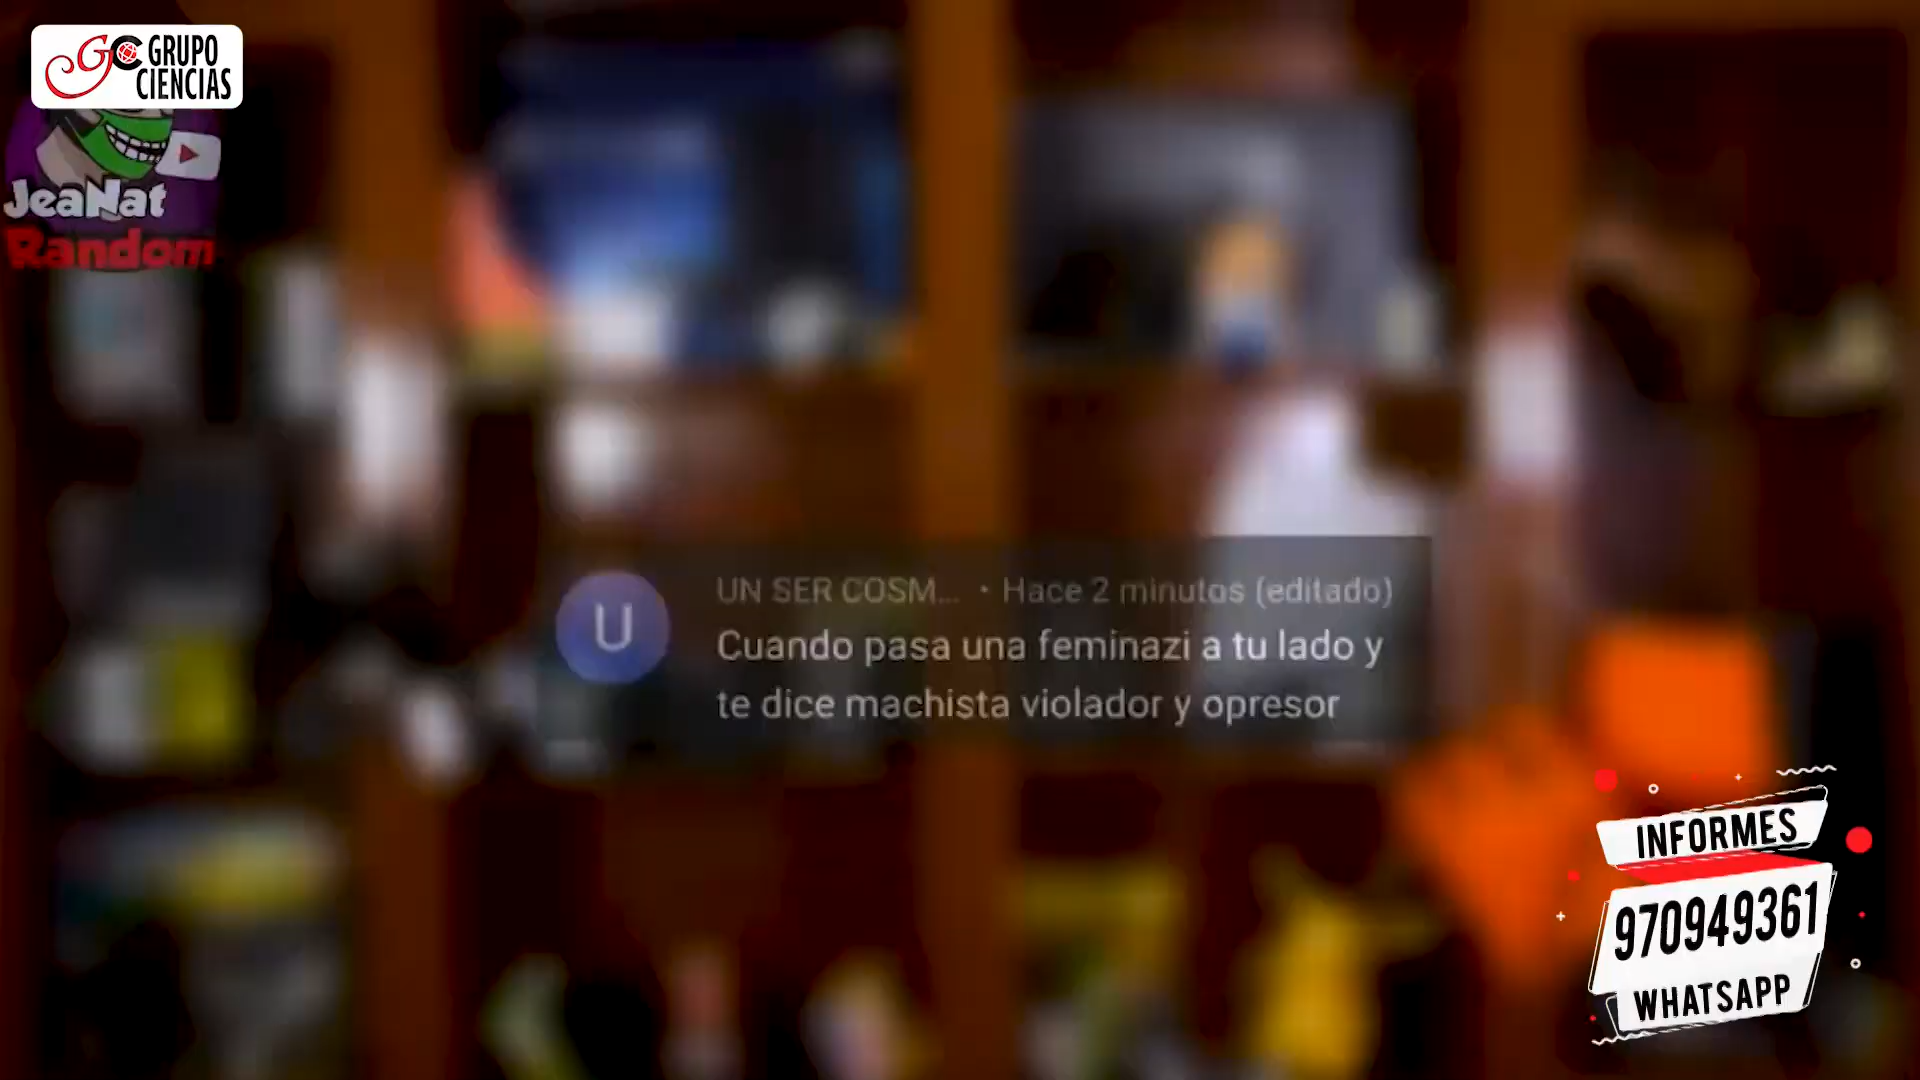 GRUPO
CIENCIAS
JeaNat
Random
UN SER COSM... • Hace 2 minutos (editado)
U
Cuando pasa una feminazi a tu lado y
te dice machista violador y opresor
INFORMES
970949361
WHATSAPP